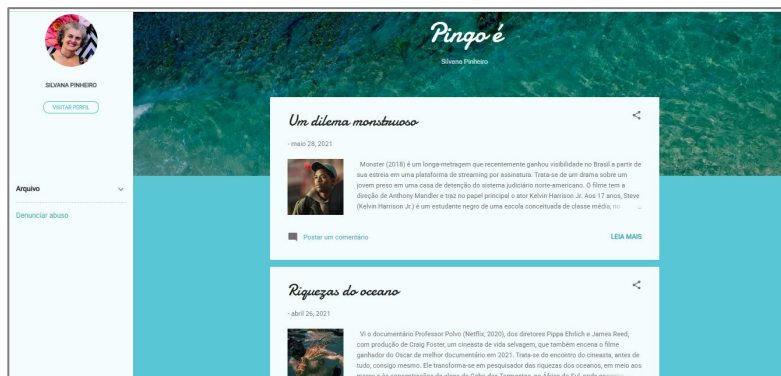 Pingo é
Silvana Pinheiro
SILVANA PINHEIRO
VISITAR PERFIL
Arquivo
Denunciar abuso
Um dilema monstruoso
- maio 28, 2021
Monster (2018) é um longa-metragem que recentemente ganhou visibilidade no Brasil a partir de
sua estreia em uma plataforma de streaming por assinatura. Trata-se de um drama sobre um
jovem preso em uma casa de detenção do sistema judiciário norte-americano. O filme tem a
direção de Anthony Mandler e traz no papel principal o ator Kelvin Harrison Jr. Aos 17 anos, Steve
(Kelvin Harrison Jr.) é um estudante negro de uma escola conceituada de classe média, no ...
Postar um comentário
LEIA MAIS
Riquezas do oceano
- abril 26, 2021
Vi o documentário Professor Polvo (Netflix, 2020), dos diretores Pippa Ehrlich e James Reed,
com produção de Craig Foster, um cineasta de vida selvagem, que também encena o filme
ganhador do Oscar de melhor documentário em 2021. Trata-se do encontro do cineasta, antes de
tudo, consigo mesmo. Ele transforma-se em pesquisador das riquezas dos oceanos, em meio aos